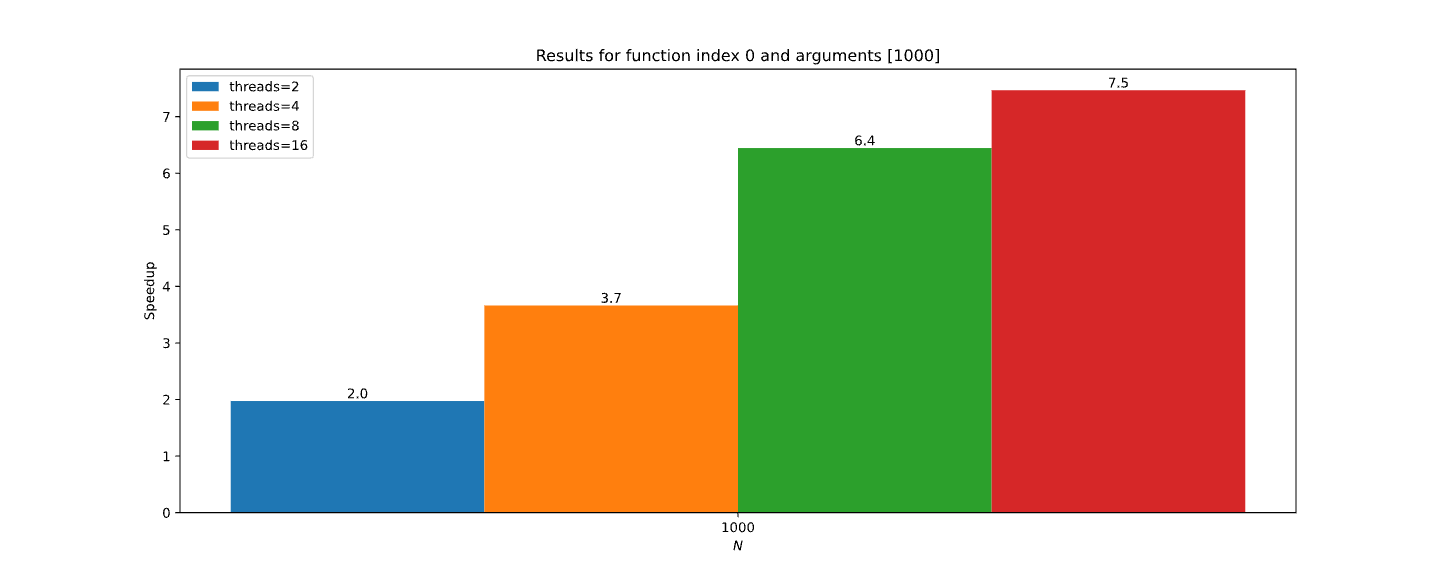 Results for function index 0 and arguments [1000]
threads=2
threads=4
threads=8
threads=16
7
6
5
4
3
2
1
0
Speedup
2.0
3.7
6.4
7.5
1000
N